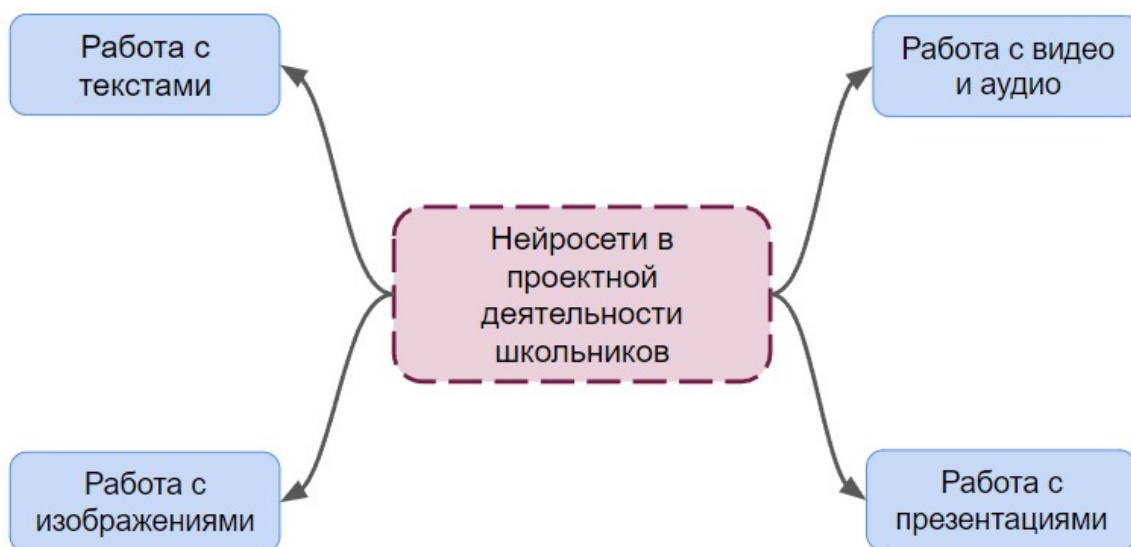 Работа с
текстами
Работа с видео
и аудио
Нейросети в
проектной
деятельности
школьников
Работа с
изображениями
Работа с
презентациями